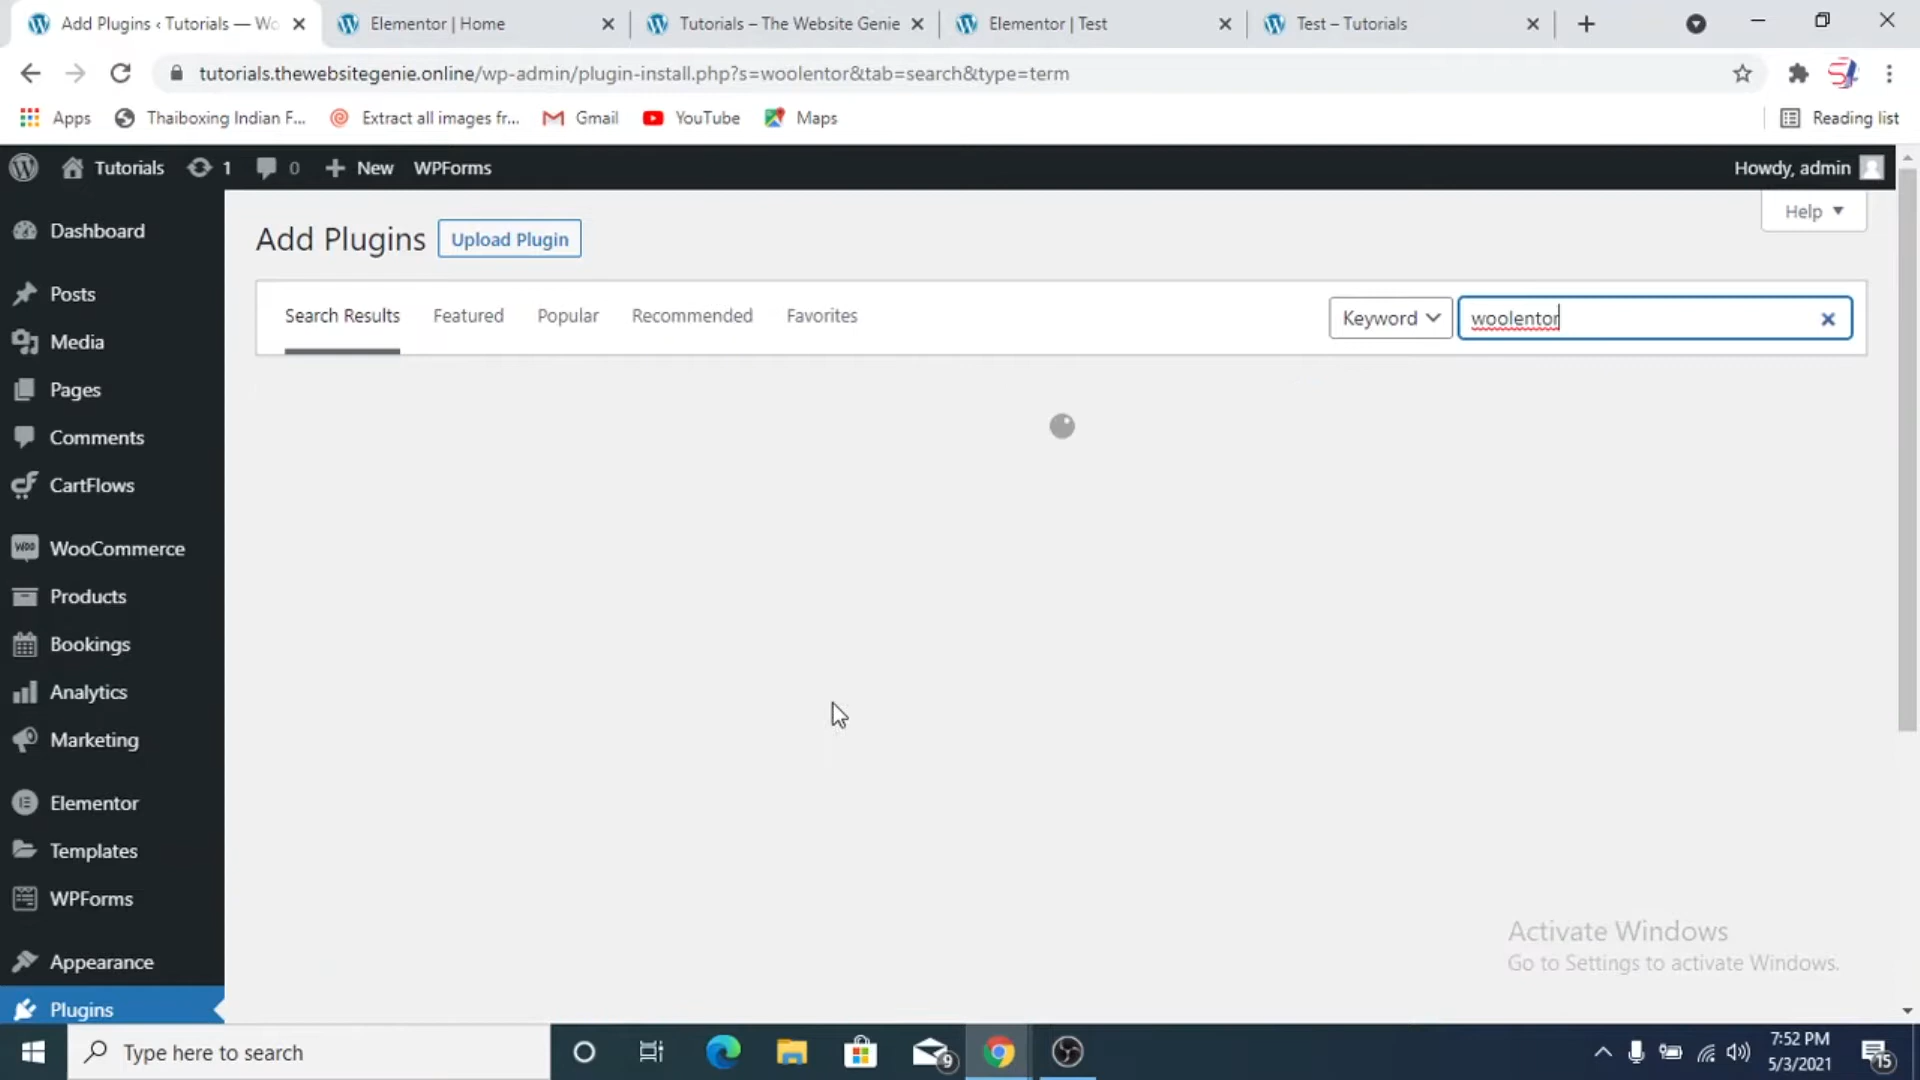 Add Plugins ‹ Tutorials — Wo
Elementor | Home
Tutorials – The Website Genie
Elementor | Test
Test – Tutorials
tutorials.thewebsitegenie.online/wp-admin/plugin-install.php?s=woolentor&tab=search&type=term
Apps
Thaiboxing Indian F...
Extract all images fr...
Gmail
YouTube
Maps
Reading list
Tutorials
1
0
New
WPForms
Howdy, admin
Help
Dashboard
Posts
Media
Pages
Comments
CartFlows
WooCommerce
Products
Bookings
Analytics
Marketing
Elementor
Templates
WPForms
Appearance
Plugins
Add Plugins
Upload Plugin
Search Results
Featured
Popular
Recommended
Favorites
Keyword
woolentor
Activate Windows
Go to Settings to activate Windows.
Type here to search
9
7:52 PM
5/3/2021
15